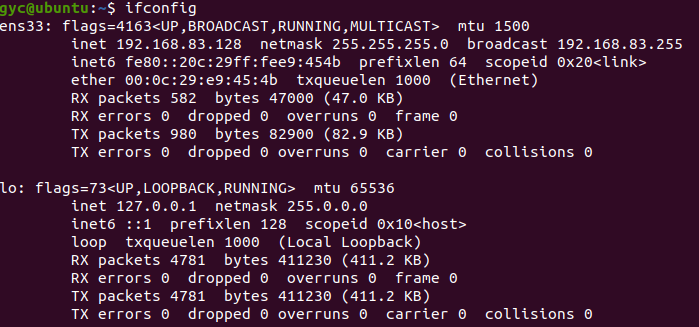 gyc@ubuntu:~$ ifconfig
ens33: flags=4163<UP,BROADCAST,RUNNING,MULTICAST>  mtu 1500
        inet 192.168.83.128  netmask 255.255.255.0  broadcast 192.168.83.255
        inet6 fe80::20c:29ff:fee9:454b  prefixlen 64  scopeid 0x20<link>
        ether 00:0c:29:e9:45:4b  txqueuelen 1000  (Ethernet)
        RX packets 582  bytes 47000 (47.0 KB)
        RX errors 0  dropped 0  overruns 0  frame 0
        TX packets 980  bytes 82900 (82.9 KB)
        TX errors 0  dropped 0 overruns 0  carrier 0  collisions 0

lo: flags=73<UP,LOOPBACK,RUNNING>  mtu 65536
        inet 127.0.0.1  netmask 255.0.0.0
        inet6 ::1  prefixlen 128  scopeid 0x10<host>
        loop  txqueuelen 1000  (Local Loopback)
        RX packets 4781  bytes 411230 (411.2 KB)
        RX errors 0  dropped 0  overruns 0  frame 0
        TX packets 4781  bytes 411230 (411.2 KB)
        TX errors 0  dropped 0 overruns 0  carrier 0  collisions 0